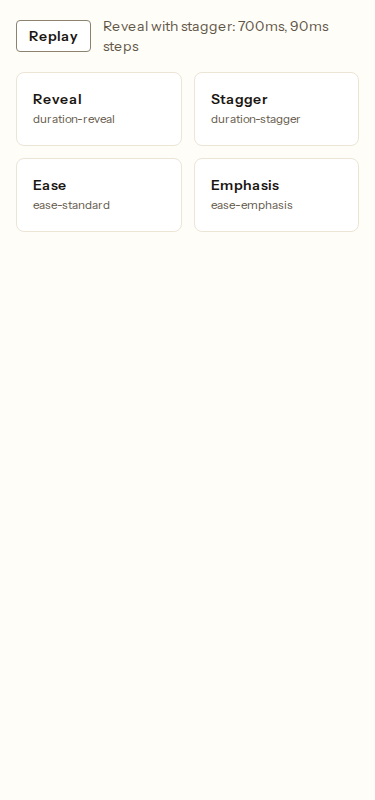 Replay
Reveal with stagger: 700ms, 90ms
steps
Reveal
duration-reveal
Stagger
duration-stagger
Ease
ease-standard
Emphasis
ease-emphasis